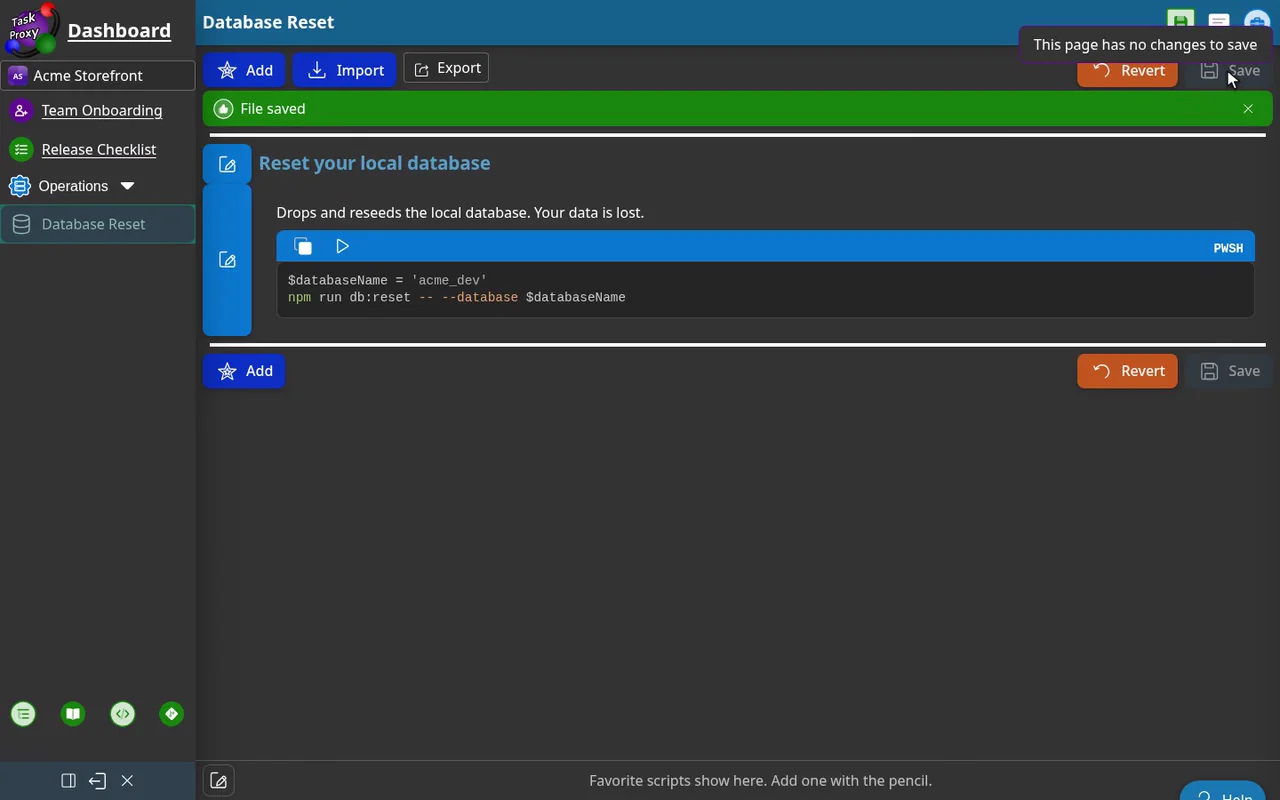 Task
Proxy
Dashboard
Database Reset
This page has no changes to save
AS Acme Storefront
Add
Import
Export
Revert
Save
Team Onboarding
File saved
Release Checklist
Reset your local database
Operations
Database Reset
Drops and reseeds the local database. Your data is lost.
PWSH
$databaseName = 'acme_dev'
npm run db:reset -- --database $databaseName
Add
Revert
Save
Favorite scripts show here. Add one with the pencil.
Help